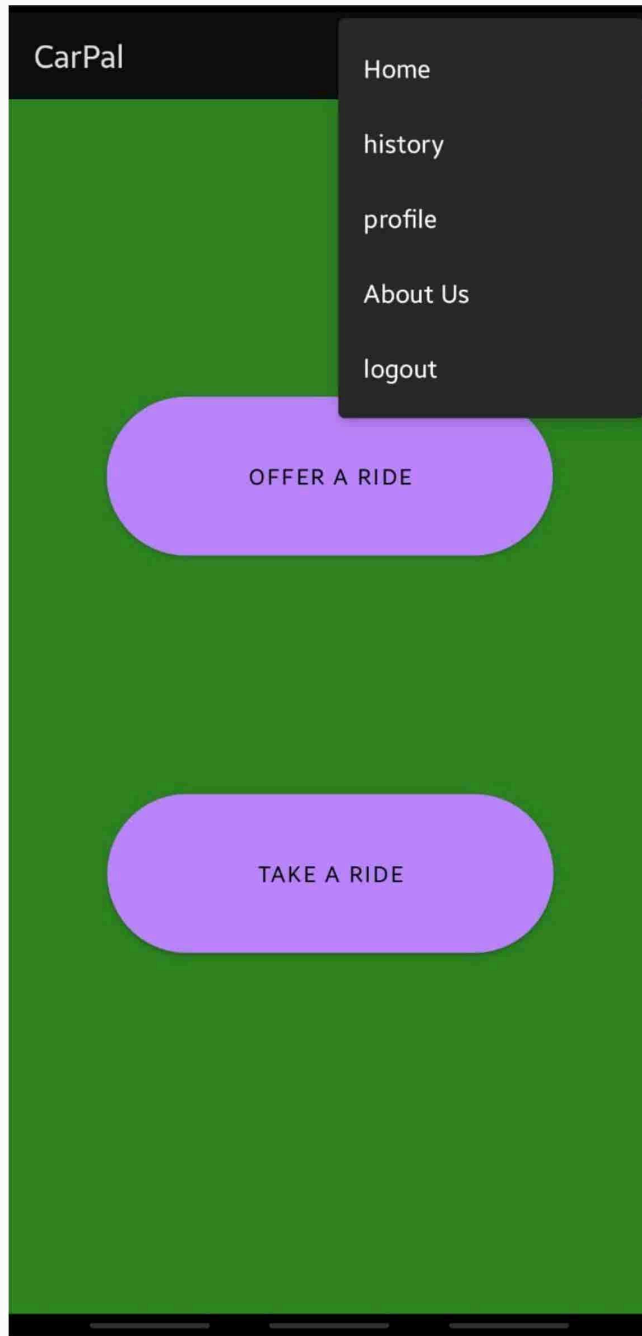 CarPal
Home
history
profile
About Us
logout
OFFER A RIDE
TAKE A RIDE